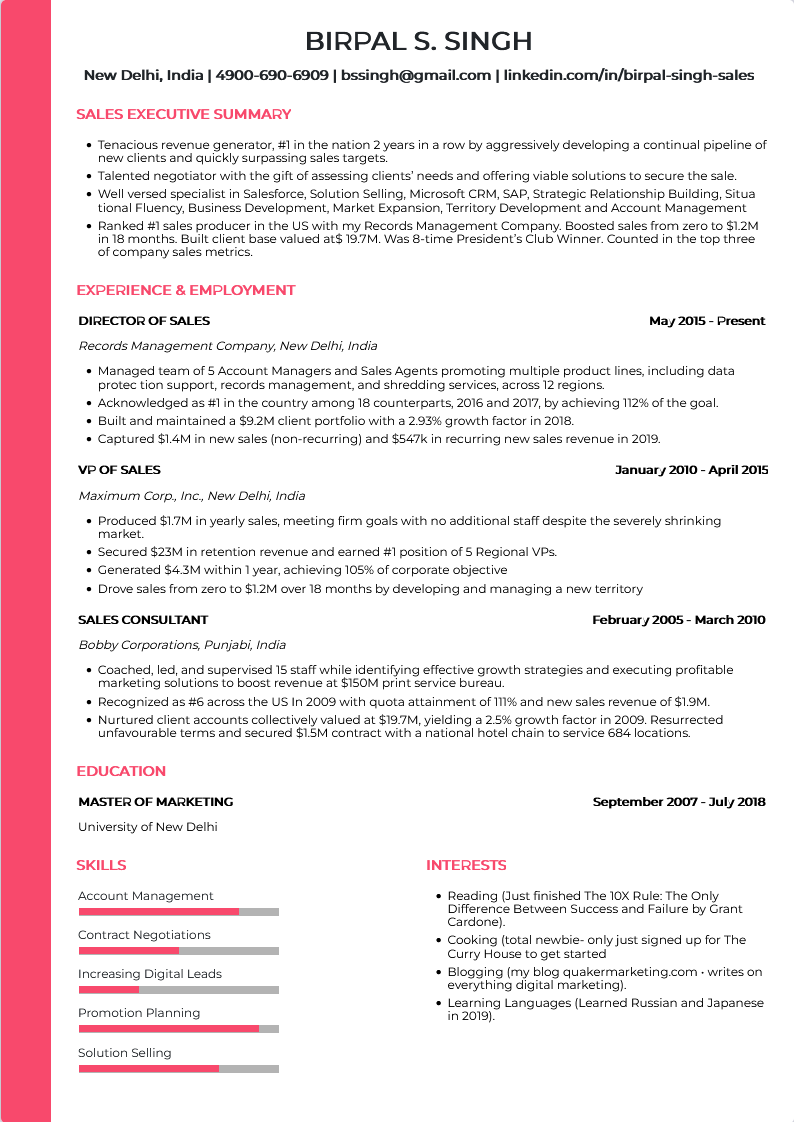 BIRPAL S. SINGH
New Delhi, India | 4900-690-6909 | bssingh@gmail.com | linkedin.com/in/birpal-singh-sales
SALES EXECUTIVE SUMMARY
• Tenacious revenue generator, #1 in the nation 2 years in a row by aggressively developing a continual pipeline of
new clients and quickly surpassing sales targets.
• Talented negotiator with the gift of assessing clients’ needs and offering viable solutions to secure the sale.
• Well versed specialist in Salesforce, Solution Selling, Microsoft CRM, SAP, Strategic Relationship Building, Situa
tional Fluency, Business Development, Market Expansion, Territory Development and Account Management
• Ranked #1 sales producer in the US with my Records Management Company. Boosted sales from zero to $1.2M
in 18 months. Built client base valued at$ 19.7M. Was 8-time President’s Club Winner. Counted in the top three
of company sales metrics.
EXPERIENCE & EMPLOYMENT
DIRECTOR OF SALES May 2015 - Present
Records Management Company, New Delhi, India
• Managed team of 5 Account Managers and Sales Agents promoting multiple product lines, including data
protec tion support, records management, and shredding services, across 12 regions.
• Acknowledged as #1 in the country among 18 counterparts, 2016 and 2017, by achieving 112% of the goal.
• Built and maintained a $9.2M client portfolio with a 2.93% growth factor in 2018.
• Captured $1.4M in new sales (non-recurring) and $547k in recurring new sales revenue in 2019.
VP OF SALES January 2010 - April 2015
Maximum Corp., Inc., New Delhi, India
• Produced $1.7M in yearly sales, meeting firm goals with no additional staff despite the severely shrinking
market.
• Secured $23M in retention revenue and earned #1 position of 5 Regional VPs.
• Generated $4.3M within 1 year, achieving 105% of corporate objective
• Drove sales from zero to $1.2M over 18 months by developing and managing a new territory
SALES CONSULTANT February 2005 - March 2010
Bobby Corporations, Punjabi, India
• Coached, led, and supervised 15 staff while identifying effective growth strategies and executing profitable
marketing solutions to boost revenue at $150M print service bureau.
• Recognized as #6 across the US In 2009 with quota attainment of 111% and new sales revenue of $1.9M.
• Nurtured client accounts collectively valued at $19.7M, yielding a 2.5% growth factor in 2009. Resurrected
unfavourable terms and secured $1.5M contract with a national hotel chain to service 684 locations.
EDUCATION
MASTER OF MARKETING September 2007 - July 2018
University of New Delhi
SKILLS
Account Management
Contract Negotiations
Increasing Digital Leads
Promotion Planning
Solution Selling
INTERESTS
• Reading (Just finished The 10X Rule: The Only
Difference Between Success and Failure by Grant
Cardone).
• Cooking (total newbie- only just signed up for The
Curry House to get started
• Blogging (my blog quakermarketing.com • writes on
everything digital marketing).
• Learning Languages (Learned Russian and Japanese
in 2019).